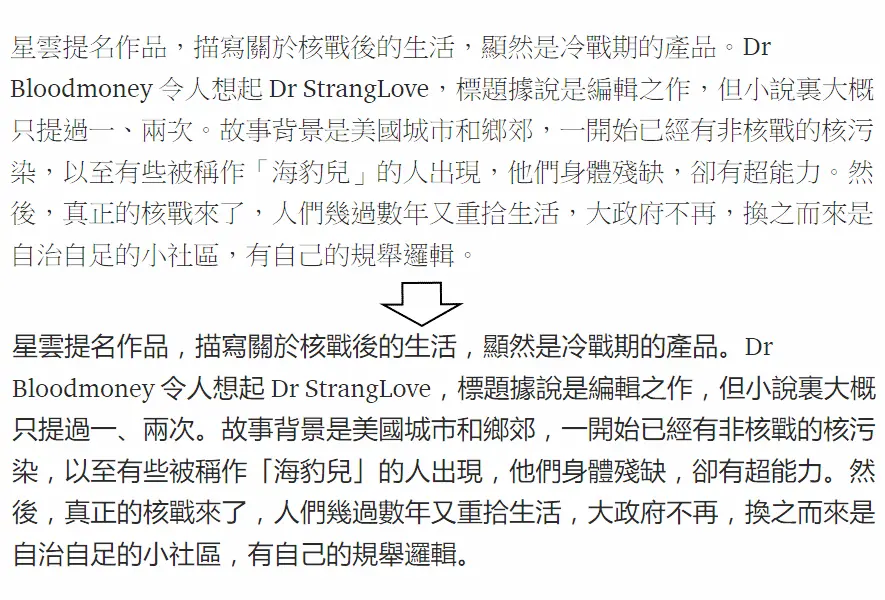 星雲提名作品，描寫關於核戰後的生活，顯然是冷戰期的產品。Dr
Bloodmoney 令人想起 Dr StrangLove，標題據說是編輯之作，但小說裏大概
只提過一、兩次。故事背景是美國城市和鄉郊，一開始已經有非核戰的核污
染，以至有些被稱作「海豹兒」的人出現，他們身體殘缺，卻有超能力。然
後，真正的核戰來了，人們幾過數年又重拾生活，大政府不再，換之而來是
自治自足的小社區，有自己的規舉邏輯。
星雲提名作品，描寫關於核戰後的生活，顯然是冷戰期的產品。Dr
Bloodmoney 令人想起 Dr StrangLove，標題據說是編輯之作，但小說裏大概
只提過一、兩次。故事背景是美國城市和鄉郊，一開始已經有非核戰的核污
染，以至有些被稱作「海豹兒」的人出現，他們身體殘缺，卻有超能力。然
後，真正的核戰來了，人們幾過數年又重拾生活，大政府不再，換之而來是
自治自足的小社區，有自己的規舉邏輯。